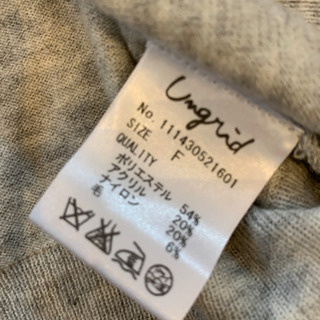 Ungrid
No. 111430521601
SIZE F
QUALITY
ポリエステル 54%
アクリル 20%
ナイロン 20%
毛 6%